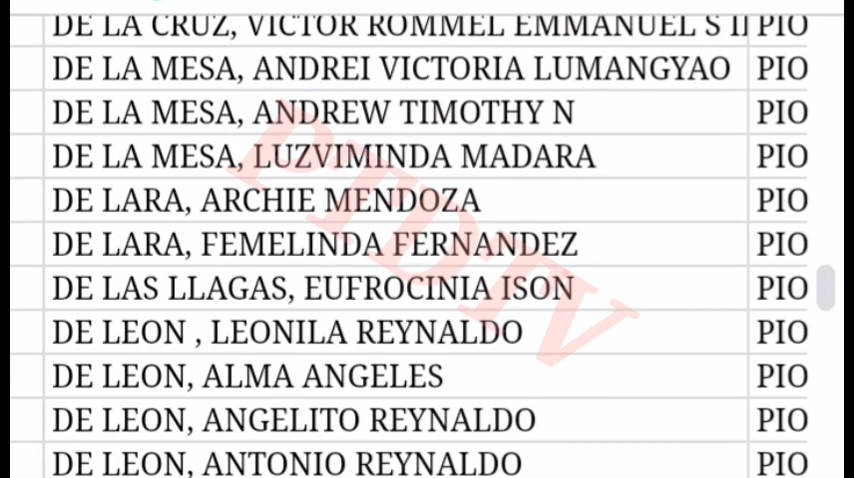 DE LA CRUZ, VICTOR ROMMEL EMMANUEL S II PIO
DE LA MESA, ANDREI VICTORIA LUMANGYAO PIO
DE LA MESA, ANDREW TIMOTHY N PIO
DE LA MESA, LUZVIMINDA MADARA PIO
DE LARA, ARCHIE MENDOZA PIO
DE LARA, FEMELINDA FERNANDEZ PIO
DE LAS LLAGAS, EUFROCINIA ISON PIO
DE LEON , LEONILA REYNALDO PIO
DE LEON, ALMA ANGELES PIO
DE LEON, ANGELITO REYNALDO PIO
DE LEON, ANTONIO REYNALDO PIO
PTDTV